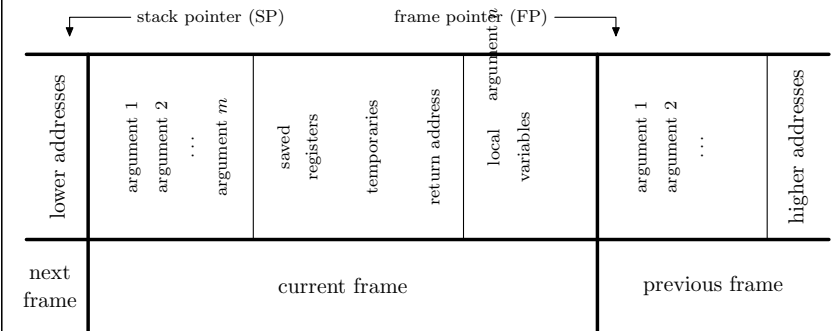 stack pointer (SP)
frame pointer (FP)
lower addresses
argument 1
argument 2
...
argument m
saved
registers
temporaries
return address
local
variables
argument n
argument 1
argument 2
...
higher addresses
next
frame
current frame
previous frame